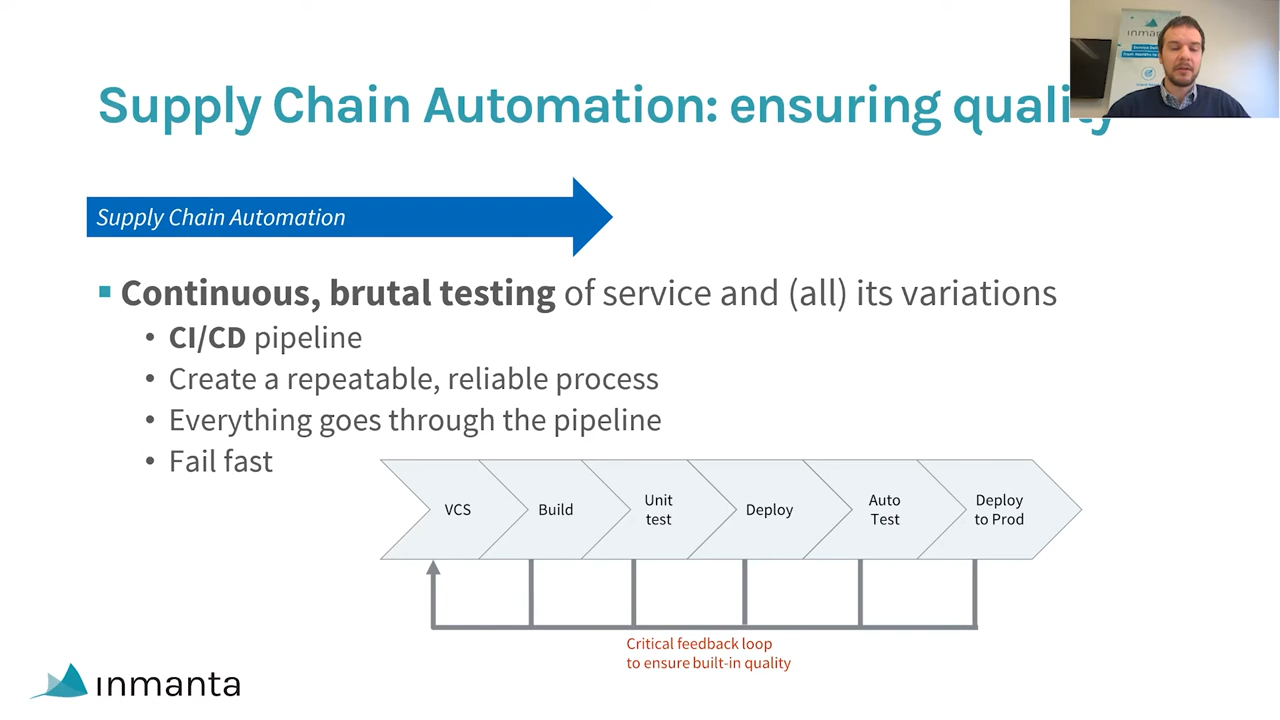 Supply Chain Automation: ensuring quality
Supply Chain Automation
Continuous, brutal testing of service and (all) its variations
CI/CD pipeline
Create a repeatable, reliable process
Everything goes through the pipeline
Fail fast
VCS
Build
Unit
test
Deploy
Auto
Test
Deploy
to Prod
Critical feedback loop
to ensure built-in quality
inmanta